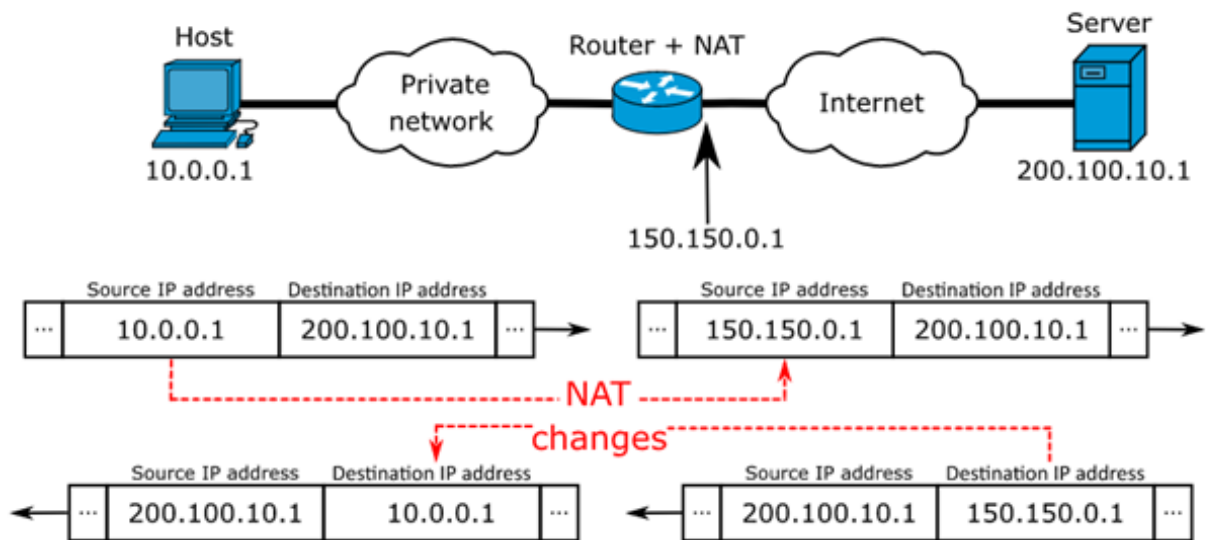 Host
Router + NAT
Server
Private
network
Internet
10.0.0.1
200.100.10.1
150.150.0.1
Source IP address Destination IP address
... 10.0.0.1 200.100.10.1 ...
Source IP address Destination IP address
... 150.150.0.1 200.100.10.1 ...
NAT
changes
Source IP address Destination IP address
... 200.100.10.1 10.0.0.1 ...
Source IP address Destination IP address
... 200.100.10.1 150.150.0.1 ...